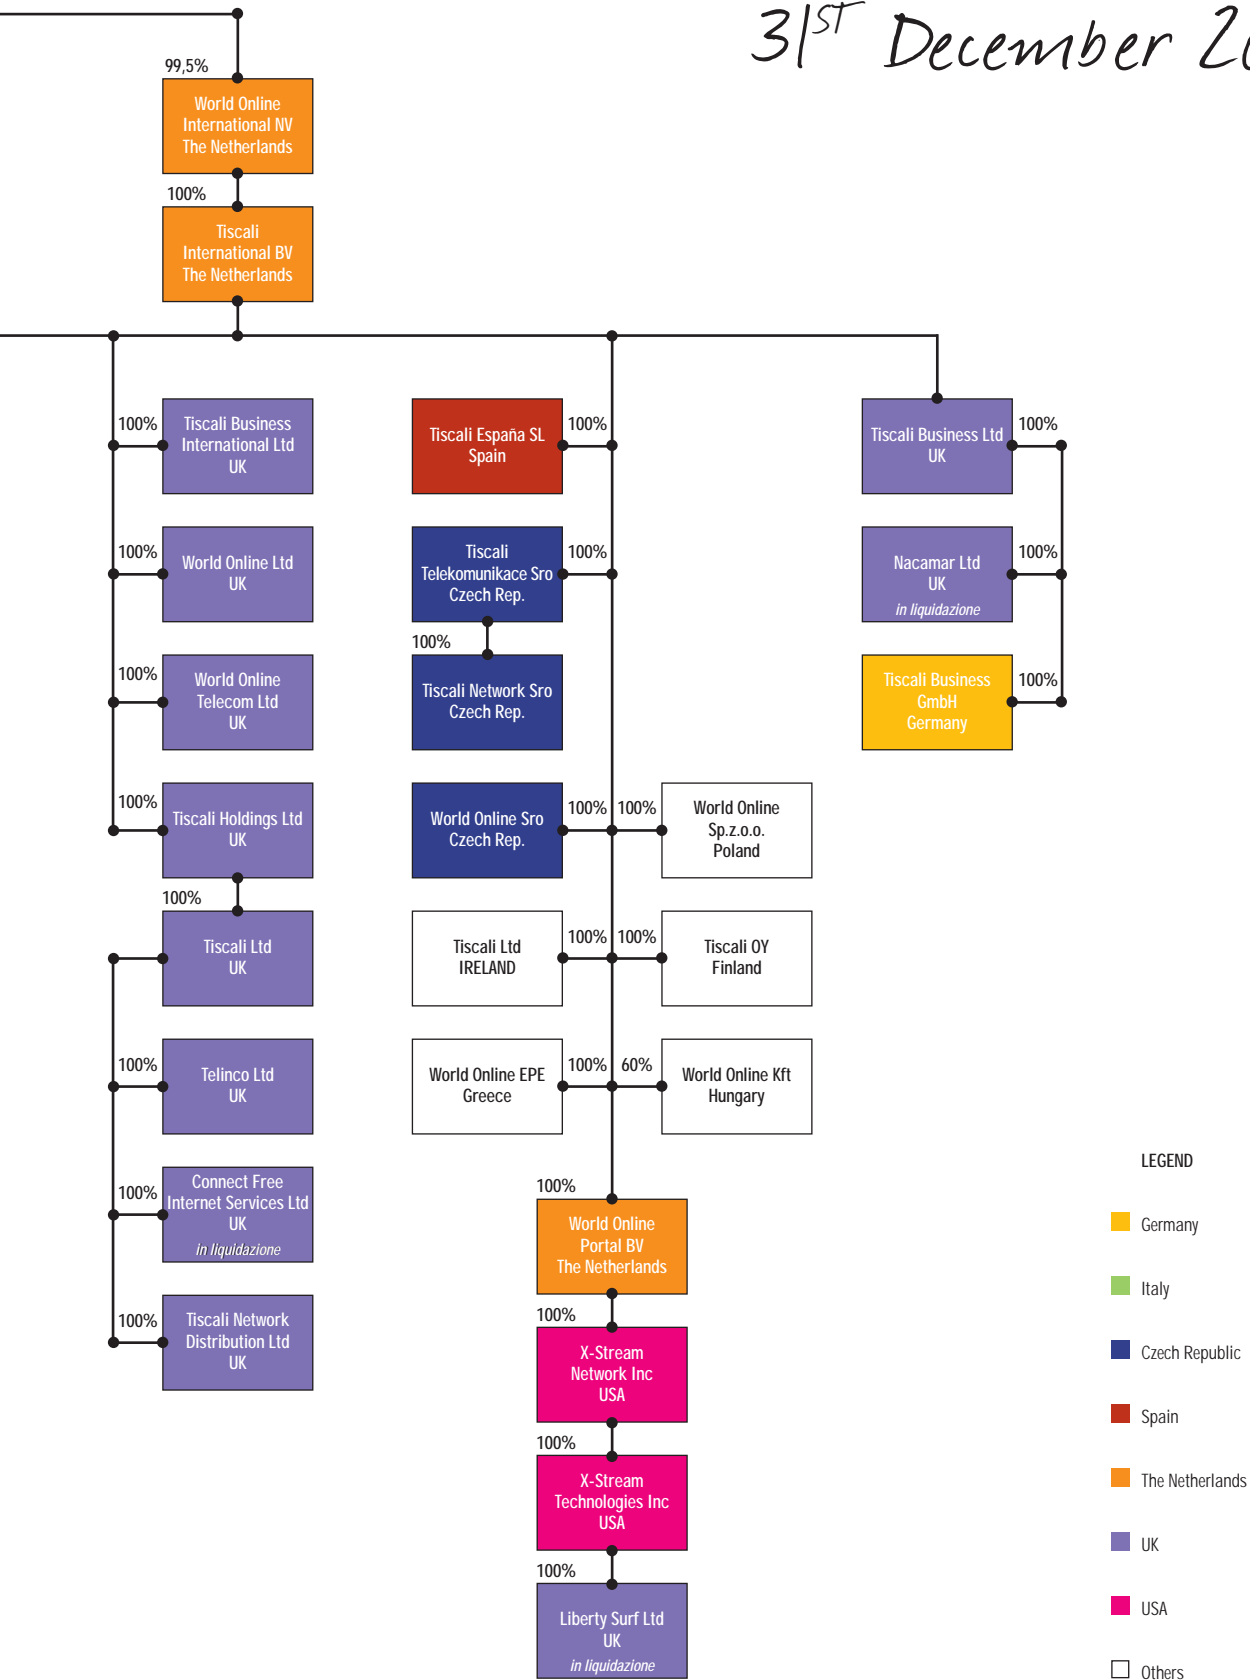 31ST December 20
99,5%
World Online
International NV
The Netherlands
100%
Tiscali
International BV
The Netherlands
100%
Tiscali Business
International Ltd
UK
100%
World Online Ltd
UK
100%
World Online
Telecom Ltd
UK
100%
Tiscali Holdings Ltd
UK
100%
Tiscali Ltd
UK
100%
Telinco Ltd
UK
100%
Connect Free
Internet Services Ltd
UK
in liquidazione
100%
Tiscali Network
Distribution Ltd
UK
Tiscali España SL
Spain
100%
Tiscali
Telekomunikace Sro
Czech Rep.
100%
100%
Tiscali Network Sro
Czech Rep.
World Online Sro
Czech Rep.
100%
100%
World Online
Sp.z.o.o.
Poland
Tiscali Ltd
IRELAND
100%
100%
Tiscali OY
Finland
World Online EPE
Greece
100%
60%
World Online Kft
Hungary
100%
World Online
Portal BV
The Netherlands
100%
X-Stream
Network Inc
USA
100%
X-Stream
Technologies Inc
USA
100%
Liberty Surf Ltd
UK
in liquidazione
Tiscali Business Ltd
UK
100%
Nacamar Ltd
UK
in liquidazione
100%
Tiscali Business
GmbH
Germany
100%
LEGEND
Germany
Italy
Czech Republic
Spain
The Netherlands
UK
USA
Others